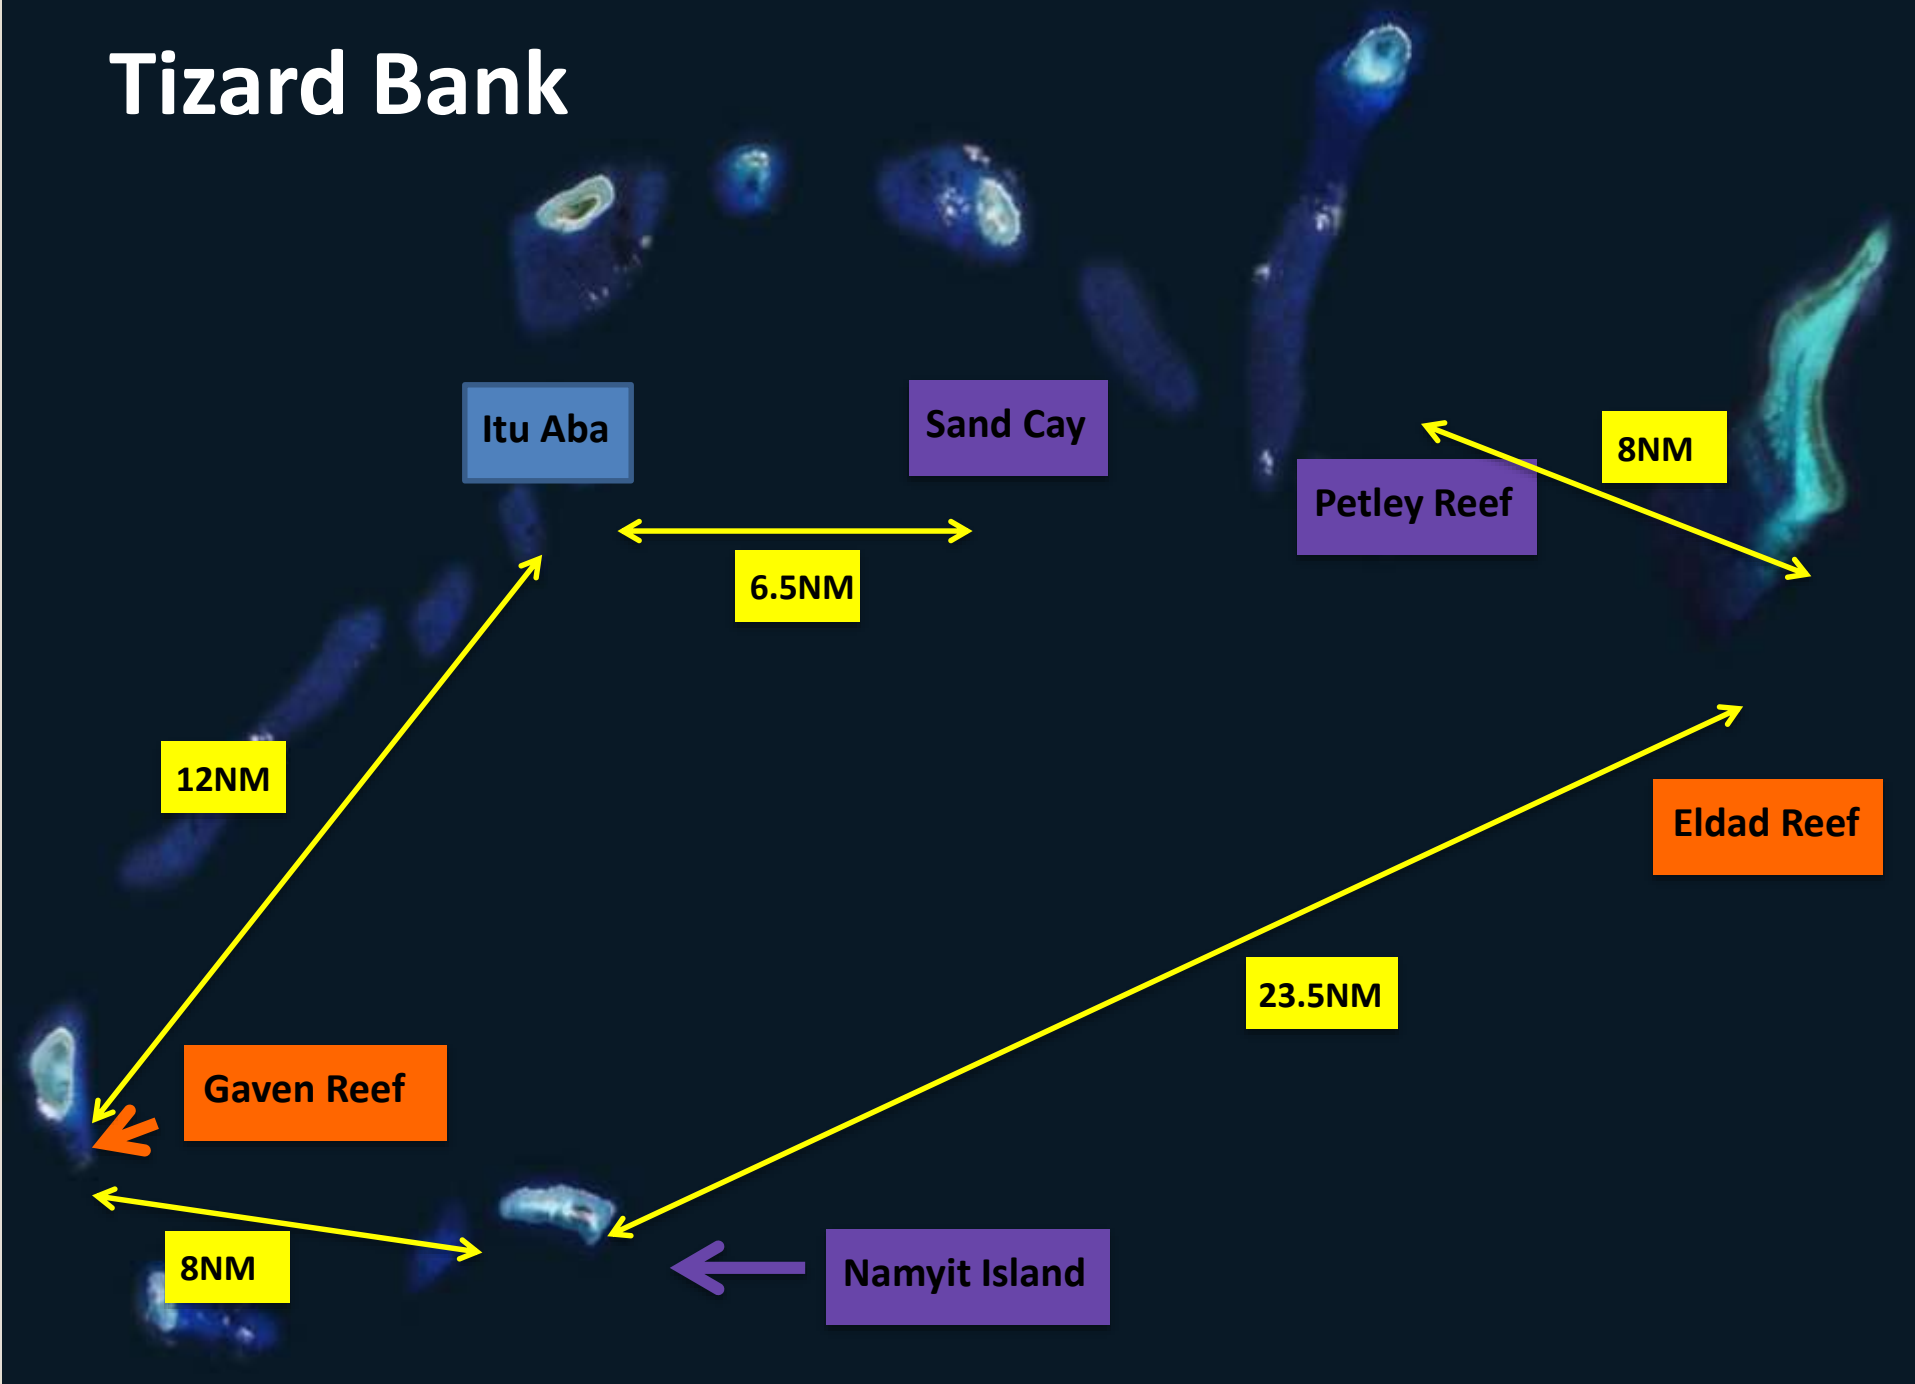 Tizard Bank
Itu Aba
Sand Cay
8NM
Petley Reef
6.5NM
12NM
Eldad Reef
23.5NM
Gaven Reef
8NM
Namyit Island